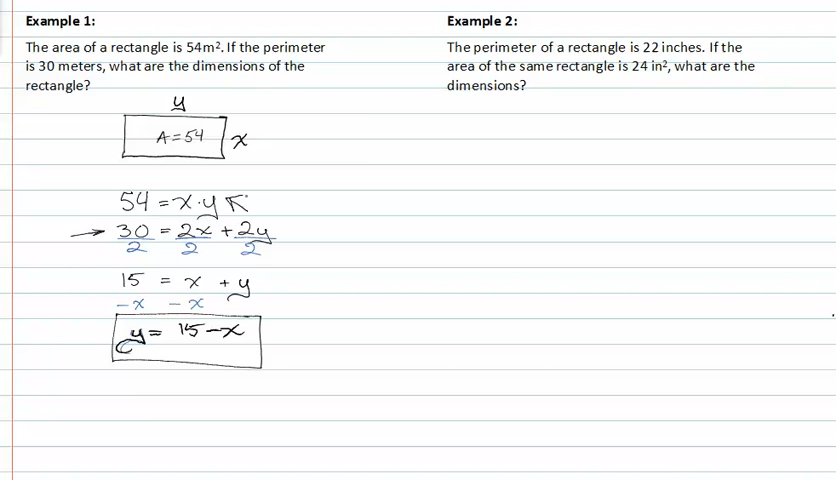 Example 1:
The area of a rectangle is 54m². If the perimeter
is 30 meters, what are the dimensions of the
rectangle?
y
A=54
x
54 = x·y
30 = 2x + 2y
2 2 2
15 = x + y
-x -x
y = 15-x
Example 2:
The perimeter of a rectangle is 22 inches. If the
area of the same rectangle is 24 in², what are the
dimensions?